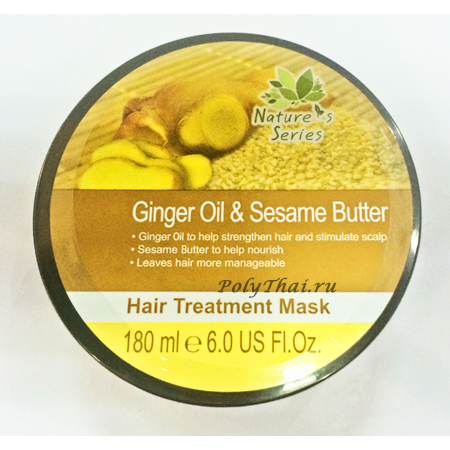 Nature's
Series
Ginger Oil & Sesame Butter
• Ginger Oil to help strengthen hair and stimulate scalp
• Sesame Butter to help nourish
• Leaves hair more manageable
PolyThai.ru
Hair Treatment Mask
180 ml ℮ 6.0 US Fl.Oz.